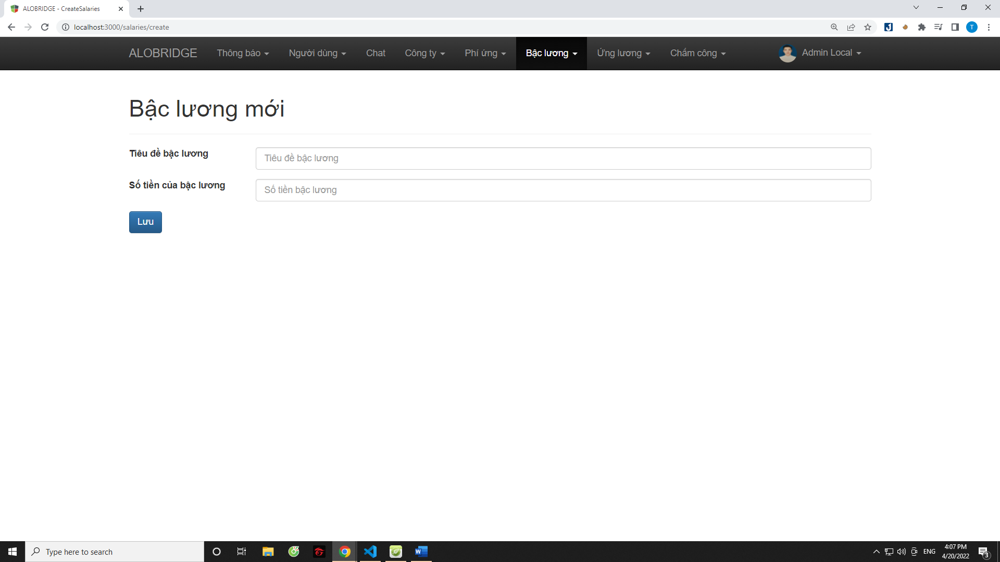 ALOBRIDGE - CreateSalaries
localhost:3000/salaries/create
T
ALOBRIDGE Thông báo Người dùng Chat Công ty Phí ứng Bậc lương Ứng lương Chấm công Admin Local
Bậc lương mới
Tiêu đề bậc lương Tiêu đề bậc lương
Số tiền của bậc lương Số tiền bậc lương
Lưu
Type here to search
ENG
4:07 PM
4/20/2022
3